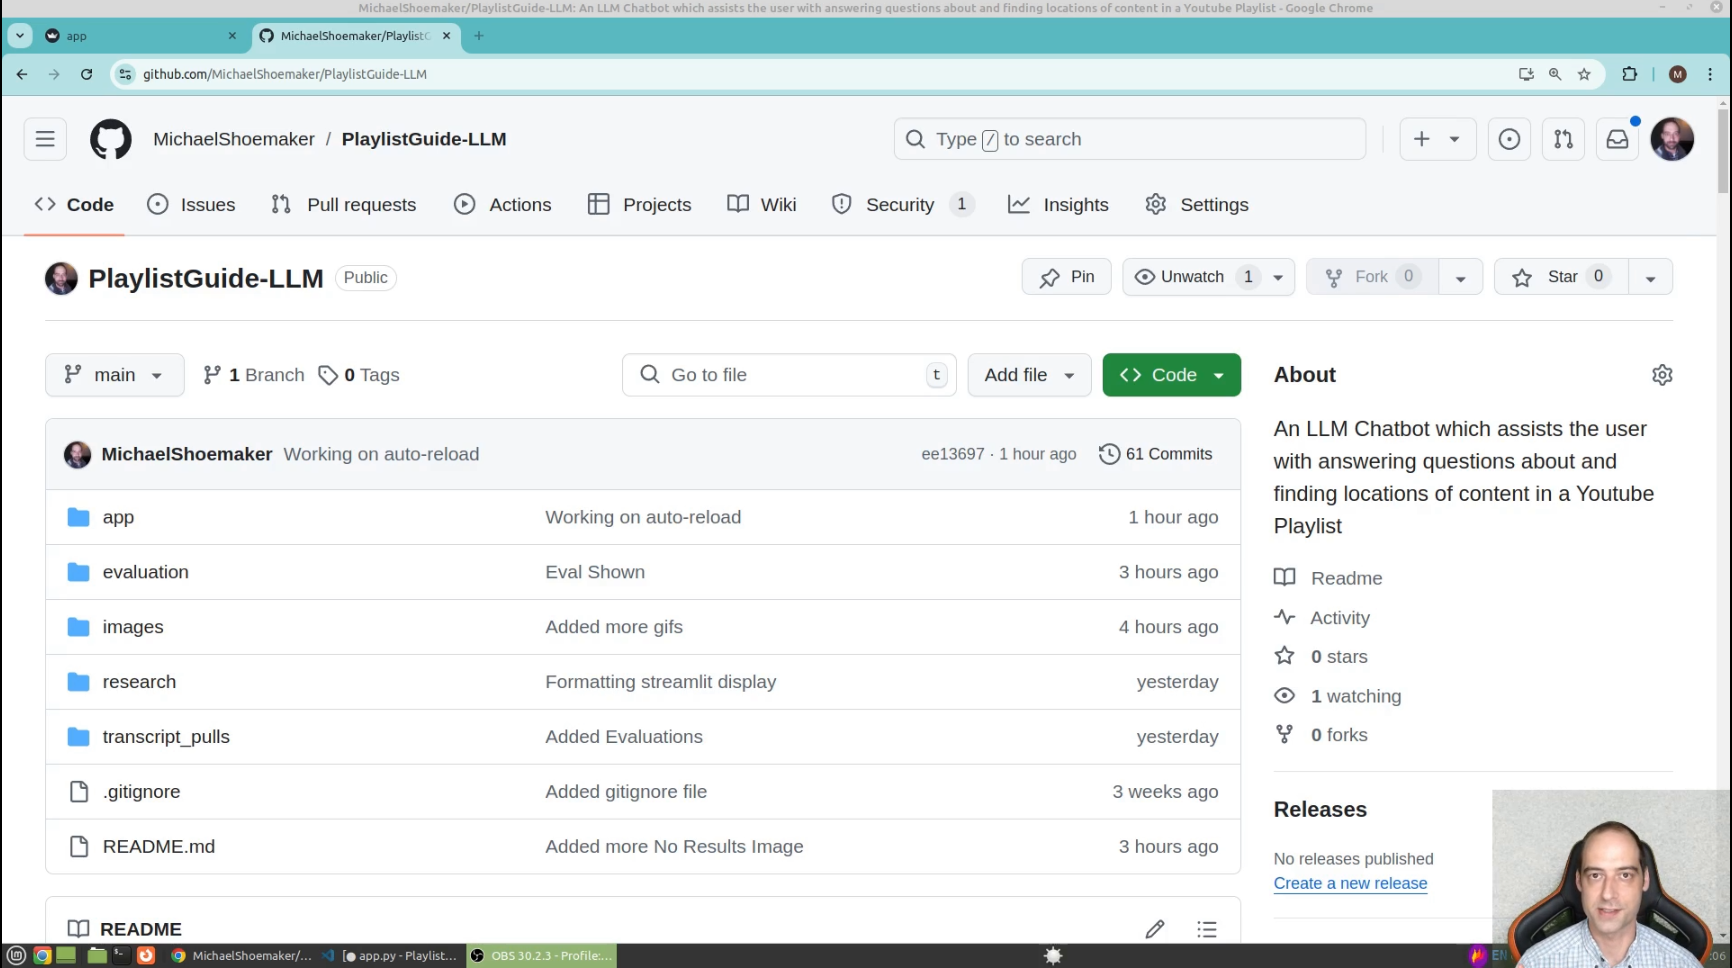 MichaelShoemaker/PlaylistGuide-LLM: An LLM Chatbot which assists the user with answering questions about and finding locations of content in a Youtube Playlist - Google Chrome
app
MichaelShoemaker/PlaylistG
github.com/MichaelShoemaker/PlaylistGuide-LLM
M
MichaelShoemaker / PlaylistGuide-LLM
Type / to search
Code
Issues
Pull requests
Actions
Projects
Wiki
Security 1
Insights
Settings
PlaylistGuide-LLM Public
Pin
Unwatch 1
Fork 0
Star 0
main
1 Branch
0 Tags
Go to file t
Add file
Code
MichaelShoemaker Working on auto-reload ee13697 · 1 hour ago 61 Commits
app Working on auto-reload 1 hour ago
evaluation Eval Shown 3 hours ago
images Added more gifs 4 hours ago
research Formatting streamlit display yesterday
transcript_pulls Added Evaluations yesterday
.gitignore Added gitignore file 3 weeks ago
README.md Added more No Results Image 3 hours ago
README
About
An LLM Chatbot which assists the user
with answering questions about and
finding locations of content in a Youtube
Playlist
Readme
Activity
0 stars
1 watching
0 forks
Releases
No releases published
Create a new release
MichaelShoemaker/...
[● app.py - Playlist...
OBS 30.2.3 - Profile:...
EN
:06